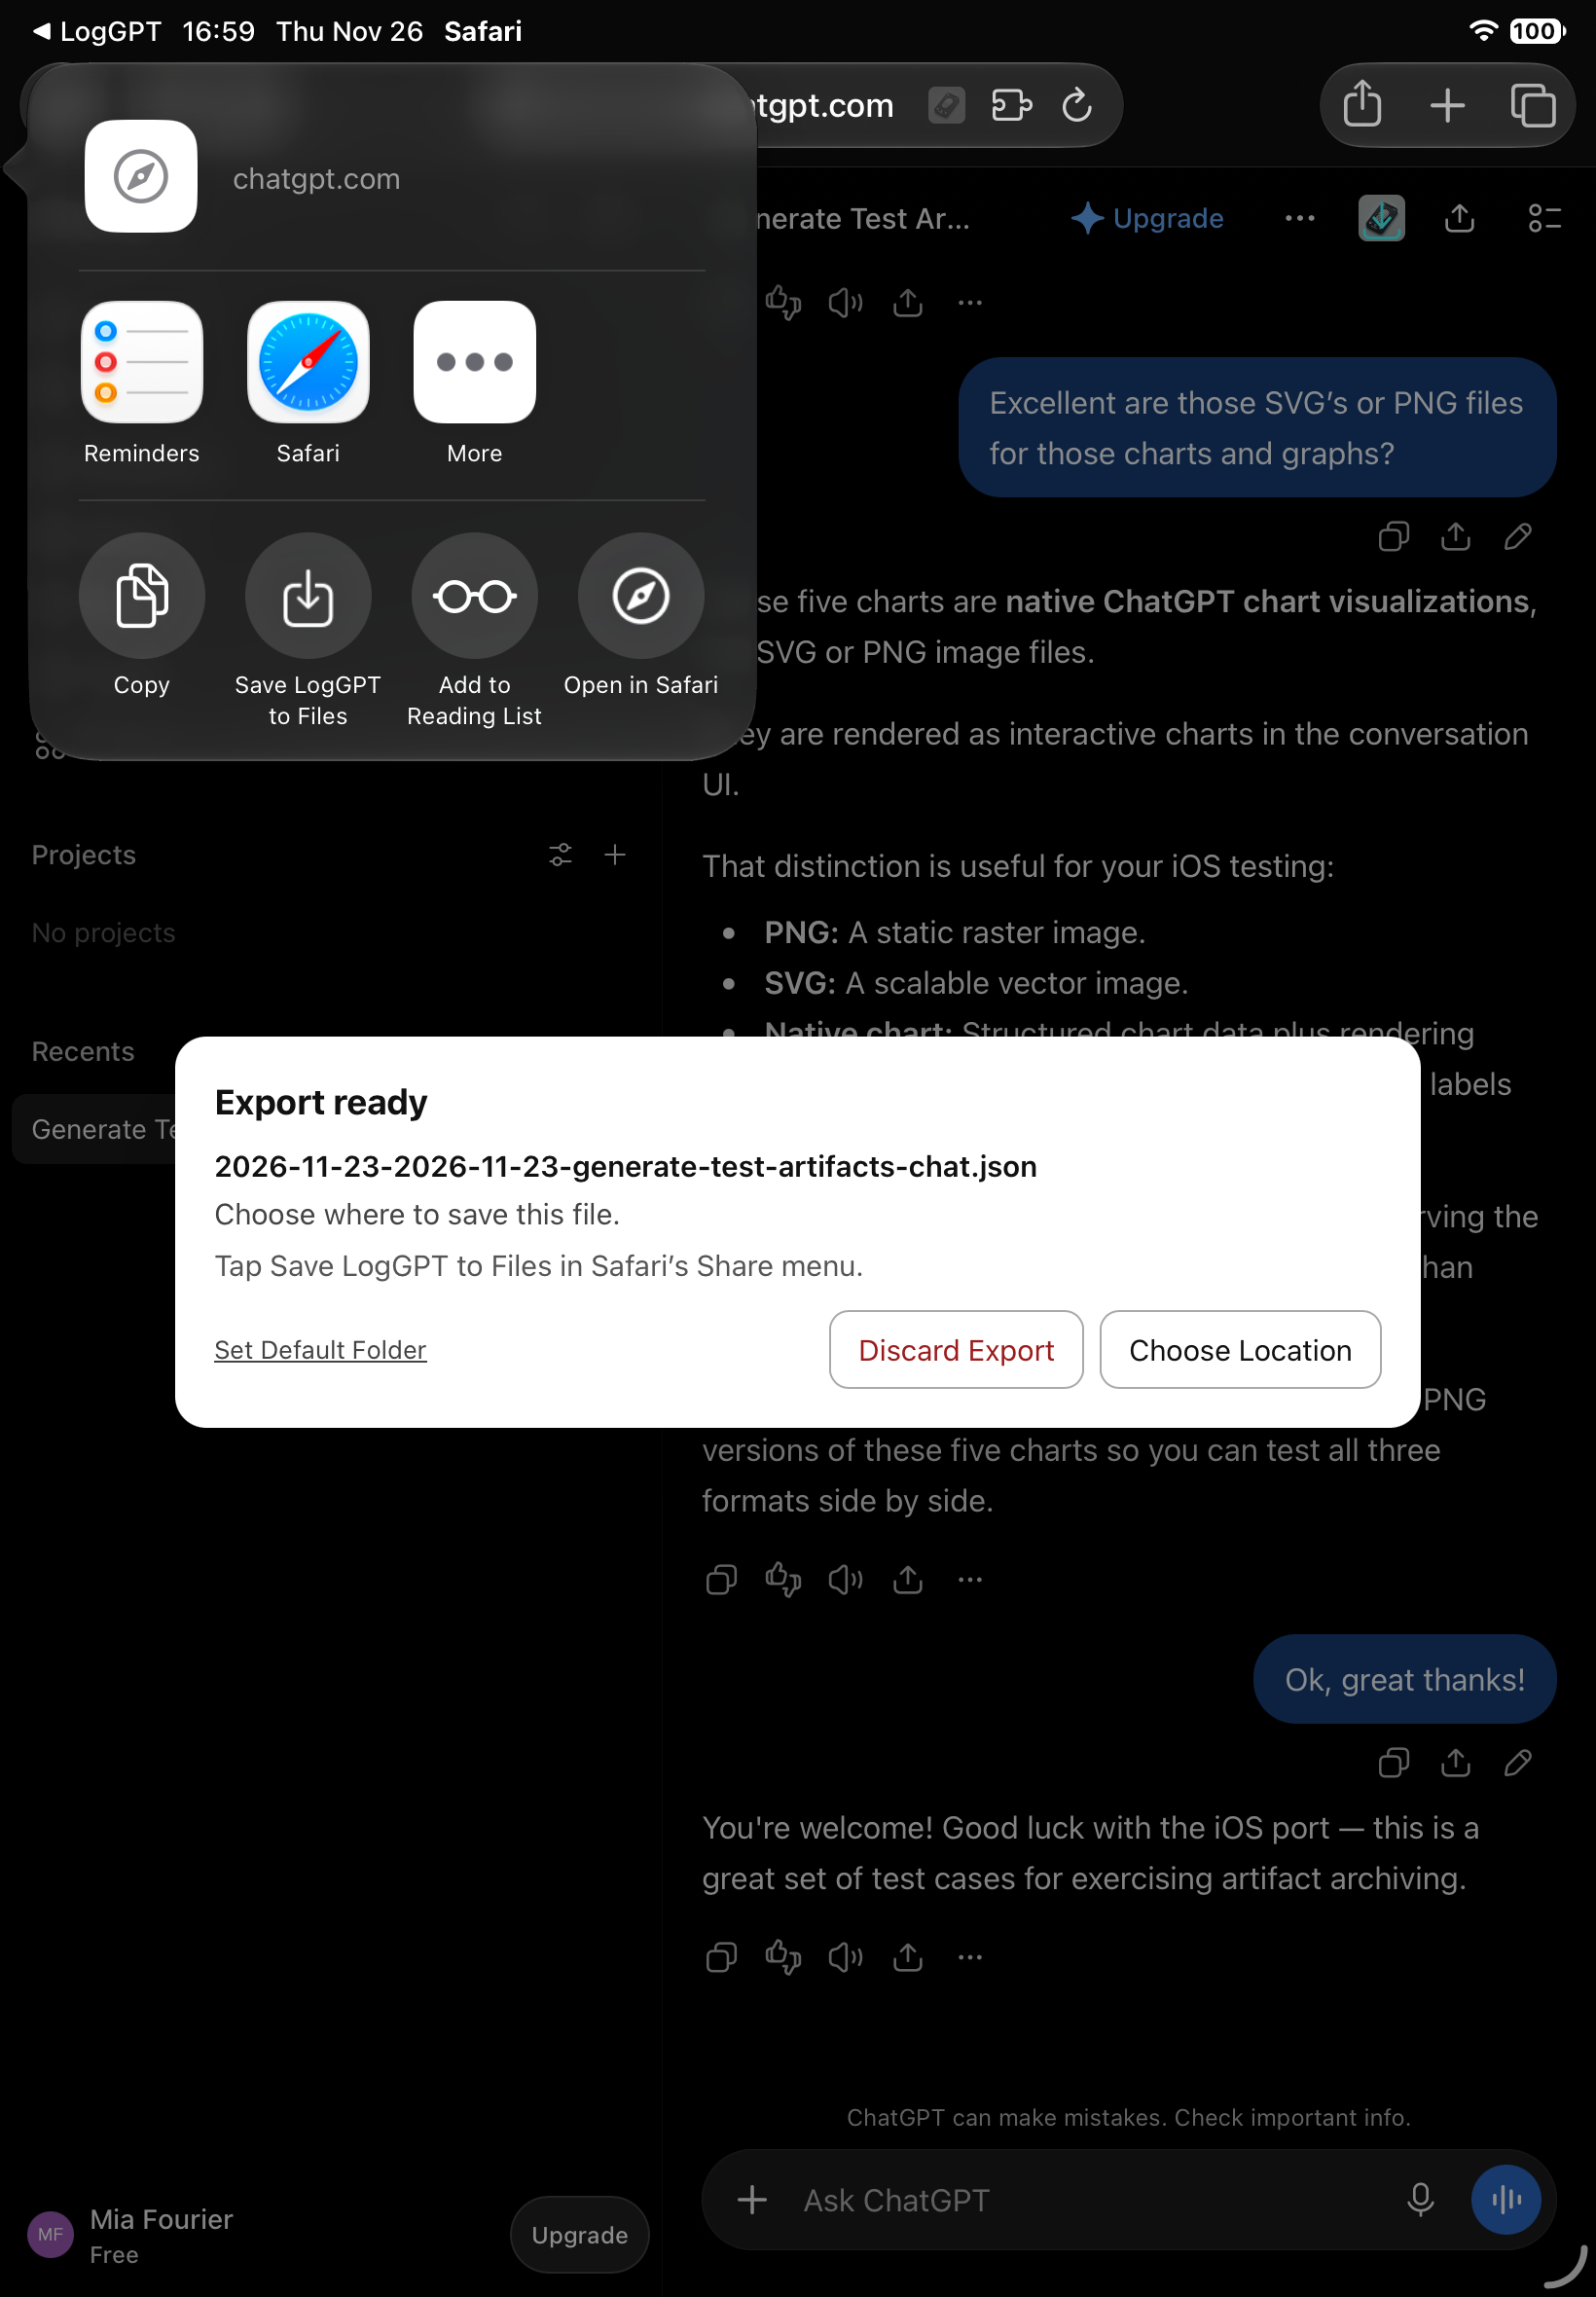 LogGPT 16:59 Thu Nov 26 Safari
100
tgpt.com
chatgpt.com
Reminders
Safari
More
Copy
Save LogGPT
to Files
Add to
Reading List
Open in Safari
nerate Test Ar...
Upgrade
Excellent are those SVG’s or PNG files
for those charts and graphs?
se five charts are native ChatGPT chart visualizations,
SVG or PNG image files.
ey are rendered as interactive charts in the conversation
UI.
That distinction is useful for your iOS testing:
• PNG: A static raster image.
• SVG: A scalable vector image.
• Native chart: Structured chart data plus rendering
labels
rving the
han
PNG
versions of these five charts so you can test all three
formats side by side.
Projects
No projects
Recents
Generate Te
Export ready
2026-11-23-2026-11-23-generate-test-artifacts-chat.json
Choose where to save this file.
Tap Save LogGPT to Files in Safari’s Share menu.
Set Default Folder
Discard Export
Choose Location
Ok, great thanks!
You're welcome! Good luck with the iOS port — this is a
great set of test cases for exercising artifact archiving.
ChatGPT can make mistakes. Check important info.
Ask ChatGPT
MF
Mia Fourier
Free
Upgrade